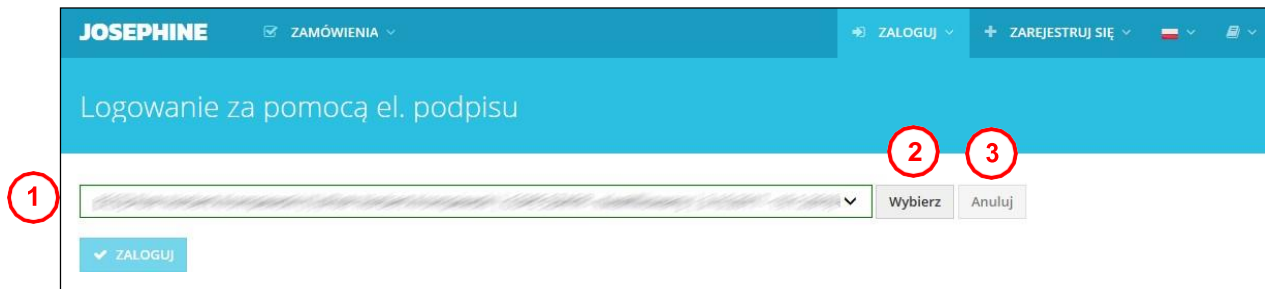 JOSEPHINE ZAMÓWIENIA ZALOGUJ ZAREJESTRUJ SIĘ
Logowanie za pomocą el. podpisu
2 3
1
Wybierz Anuluj
ZALOGUJ